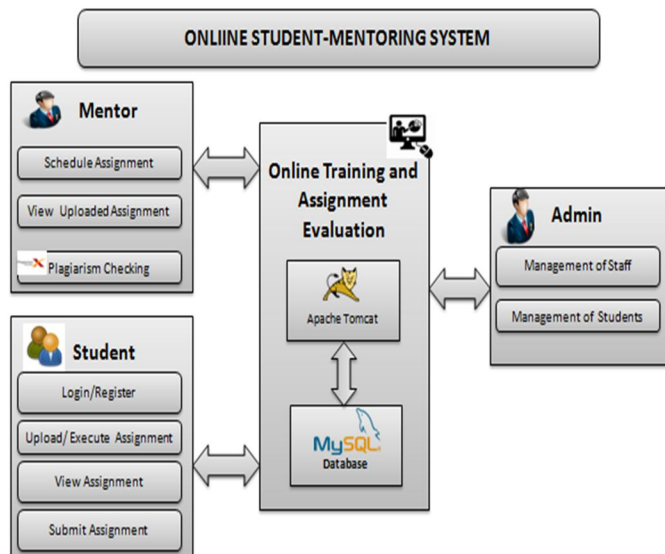 ONLIINE STUDENT-MENTORING SYSTEM
Mentor
Schedule Assignment
View Uploaded Assignment
Plagiarism Checking
Student
Login/Register
Upload/ Execute Assignment
View Assignment
Submit Assignment
Online Training and
Assignment
Evaluation
Apache Tomcat
MySQL
Database
Admin
Management of Staff
Management of Students